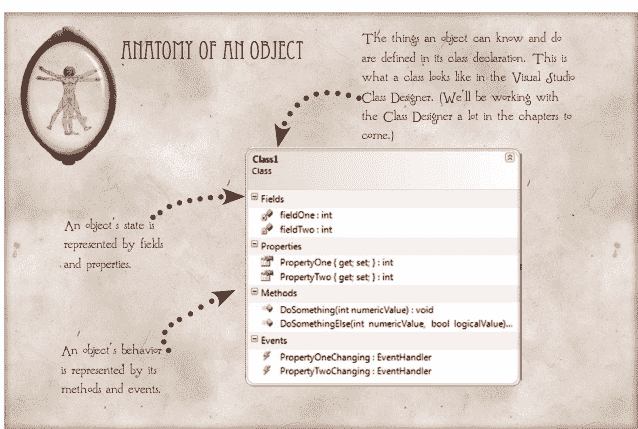 ANATOMY OF AN OBJECT
The things an object can know and do
are defined in its class declaration. This is
what a class looks like in the Visual Studio
Class Designer. (We'll be working with
the Class Designer a lot in the chapters to
come.)
Class1
Class
Fields
fieldOne : int
fieldTwo : int
An object's state is
represented by fields
and properties.
Properties
PropertyOne { get; set; } : int
PropertyTwo { get; set; } : int
Methods
DoSomething(int numericValue) : void
DoSomethingElse(int numericValue, bool logicalValue)...
An object's behavior
is represented by its
methods and events.
Events
PropertyOneChanging : EventHandler
PropertyTwoChanging : EventHandler